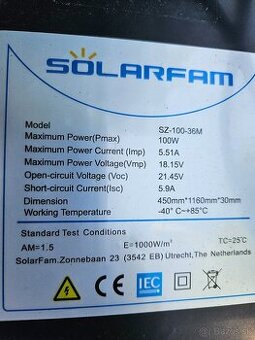 SOLARFAM
Model SZ-100-36M
Maximum Power(Pmax) 100W
Maximum Power Current (Imp) 5.51A
Maximum Power Voltage(Vmp) 18.15V
Open-circuit Voltage (Voc) 21.45V
Short-circuit Current(Isc) 5.9A
Dimension 450mm*1160mm*30mm
Working Temperature -40° C~+85°C
Standard Test Conditions
AM=1.5 E=1000W/m² TC=25℃
SolarFam.Zonnebaan 23 (3542 EB) Utrecht,The Netherlands
CE IEC